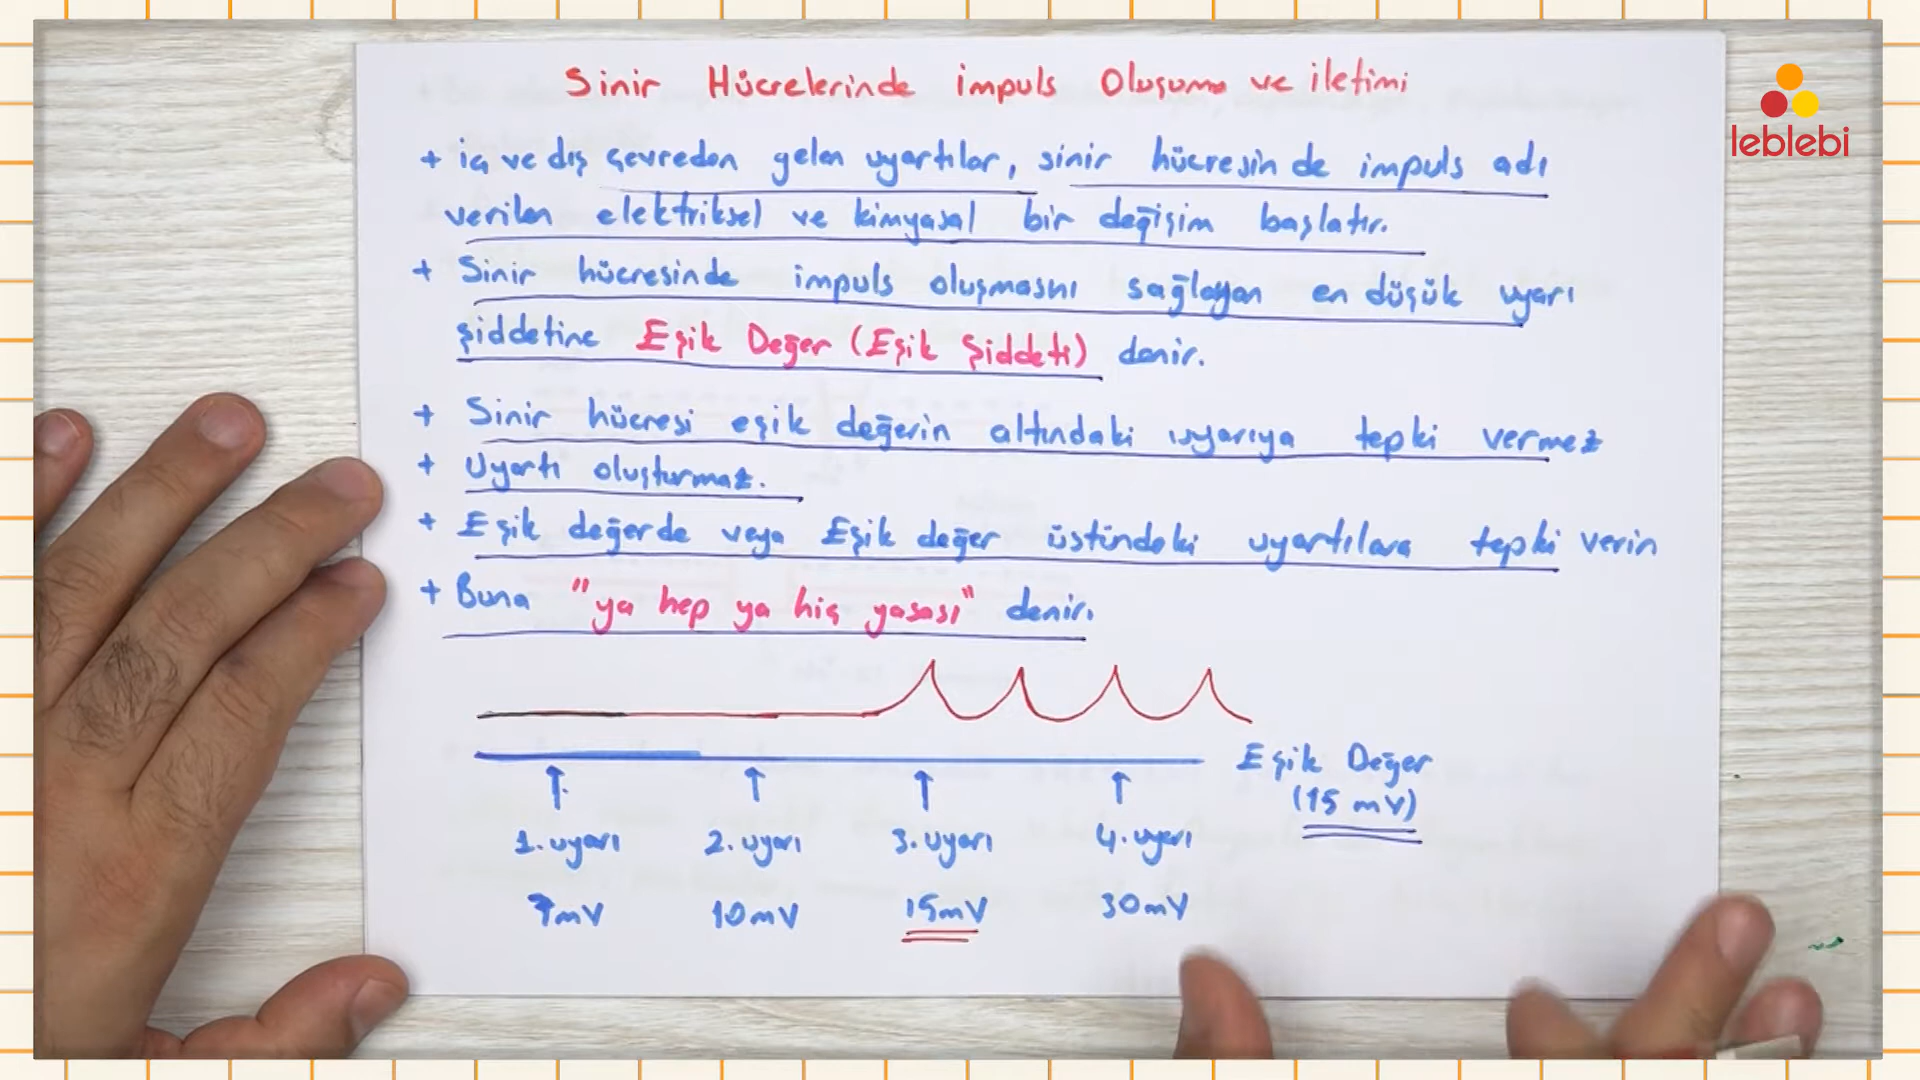 Sinir Hücrelerinde impuls Oluşumu ve iletimi
leblebi
+ iç ve dış çevreden gelen uyartılar, sinir hücresinde impuls adı
verilen elektriksel ve kimyasal bir değişim başlatır.
+ Sinir hücresinde impuls oluşmasını sağlayan en düşük uyarı
şiddetine Eşik Değer (Eşik Şiddeti) denir.
+ Sinir hücresi eşik değerin altındaki uyarıya tepki vermez
+ Uyartı oluşturmaz.
+ Eşik değerde veya Eşik değer üstündeki uyartılara tepki verir
+ Buna "ya hep ya hiç yasası" denir.
Eşik Değer
(15 mV)
1. uyarı 2. uyarı 3. uyarı 4. uyarı
7mV 10mV 15mV 30mV